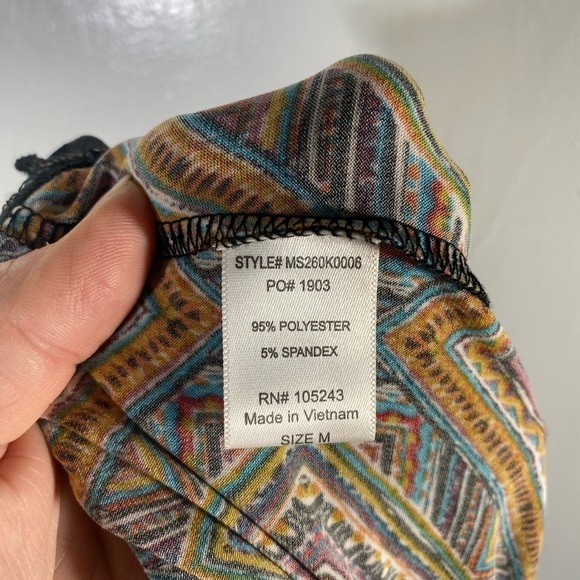 STYLE# MS260K0006
PO# 1903
95% POLYESTER
5% SPANDEX
RN# 105243
Made in Vietnam
SIZE M